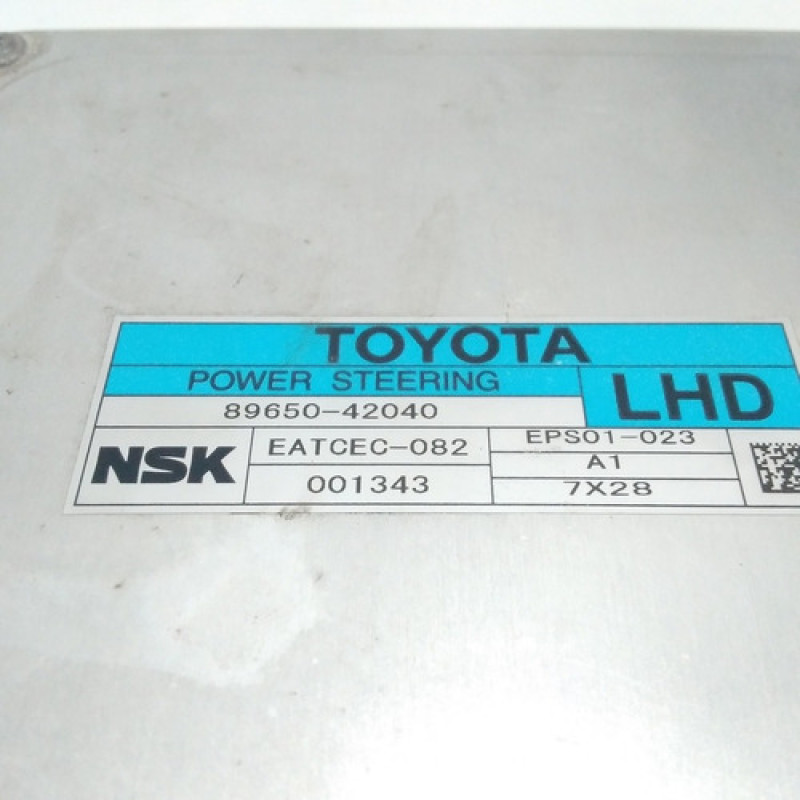 TOYOTA
POWER STEERING
LHD
89650-42040
NSK
EATCEC-082
001343
EPS01-023
A1
7X28